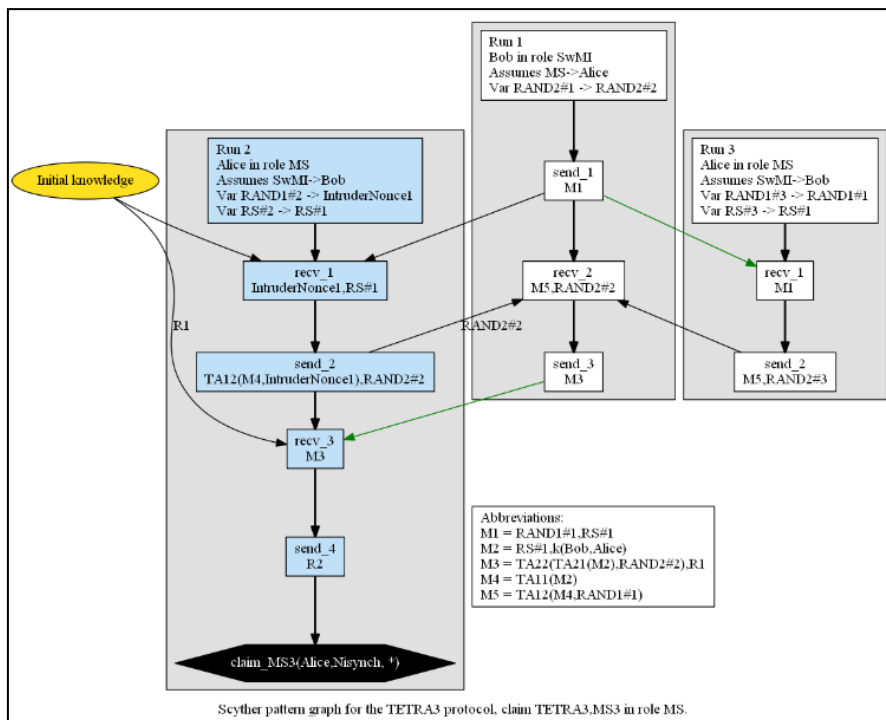 Run 1
Bob in role SwMI
Assumes MS->Alice
Var RAND2#1 -> RAND2#2
Run 2
Alice in role MS
Assumes SwMI->Bob
Var RAND1#2 -> IntruderNonce1
Var RS#2 -> RS#1
Run 3
Alice in role MS
Assumes SwMI->Bob
Var RAND1#3 -> RAND1#1
Var RS#3 -> RS#1
Initial knowledge
send_1
M1
recv_1
IntruderNonce1,RS#1
recv_2
M5,RAND2#2
recv_1
M1
R1
RAND2#2
send_2
TA12(M4,IntruderNonce1),RAND2#2
send_3
M3
send_2
M5,RAND2#3
recv_3
M3
send_4
R2
claim_MS3(Alice,Nisynch, *)
Abbreviations:
M1 = RAND1#1,RS#1
M2 = RS#1,k(Bob,Alice)
M3 = TA22(TA21(M2),RAND2#2),R1
M4 = TA11(M2)
M5 = TA12(M4,RAND1#1)
Scyther pattern graph for the TETRA3 protocol, claim TETRA3,MS3 in role MS.